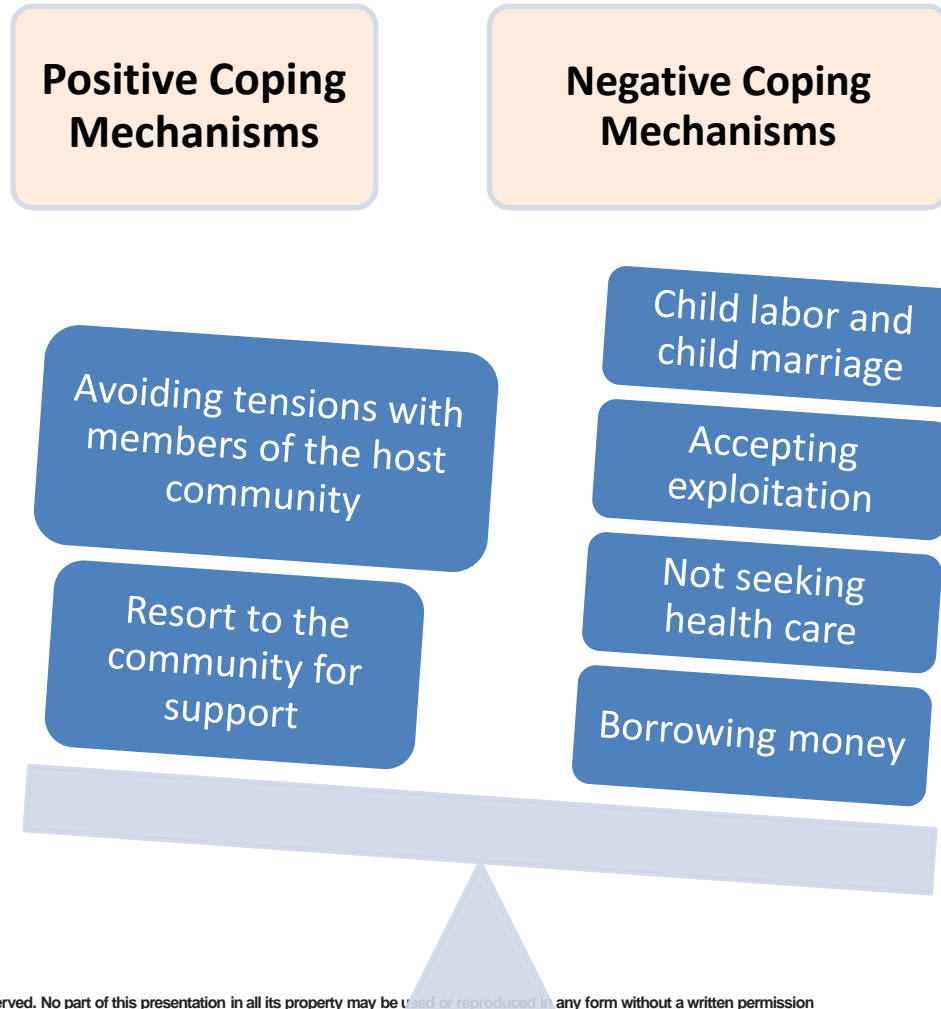 Positive Coping
Mechanisms
Negative Coping
Mechanisms
Avoiding tensions with
members of the host
community
Resort to the
community for
support
Child labor and
child marriage
Accepting
exploitation
Not seeking
health care
Borrowing money
erved. No part of this presentation in all its property may be used or reproduced in any form without a written permission